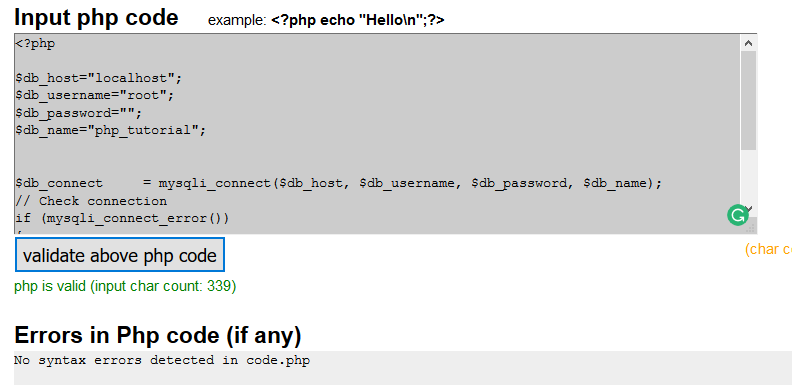 Input php code example: <?php echo "Hello\n";?>
<?php
$db_host="localhost";
$db_username="root";
$db_password="";
$db_name="php_tutorial";
$db_connect     = mysqli_connect($db_host, $db_username, $db_password, $db_name);
// Check connection
if (mysqli_connect_error())
validate above php code
(char c
php is valid (input char count: 339)
Errors in Php code (if any)
No syntax errors detected in code.php